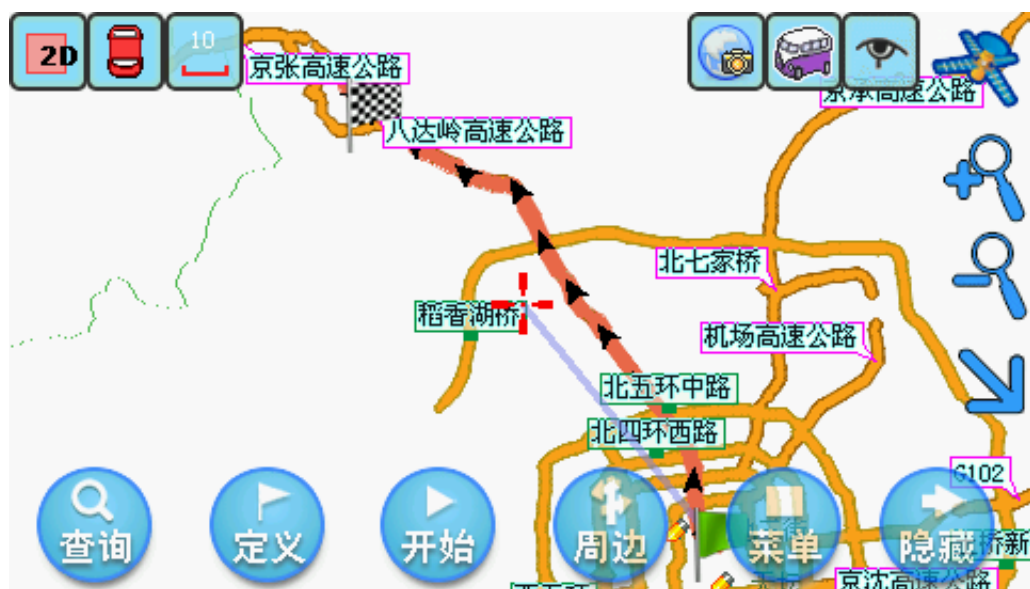 2D
10
京张高速公路
京承高速公路
八达岭高速公路
北七家桥
稻香湖桥
机场高速公路
北五环中路
北四环西路
G102
查询
定义
开始
周边
菜单
隐藏
桥新
京沈高速公路